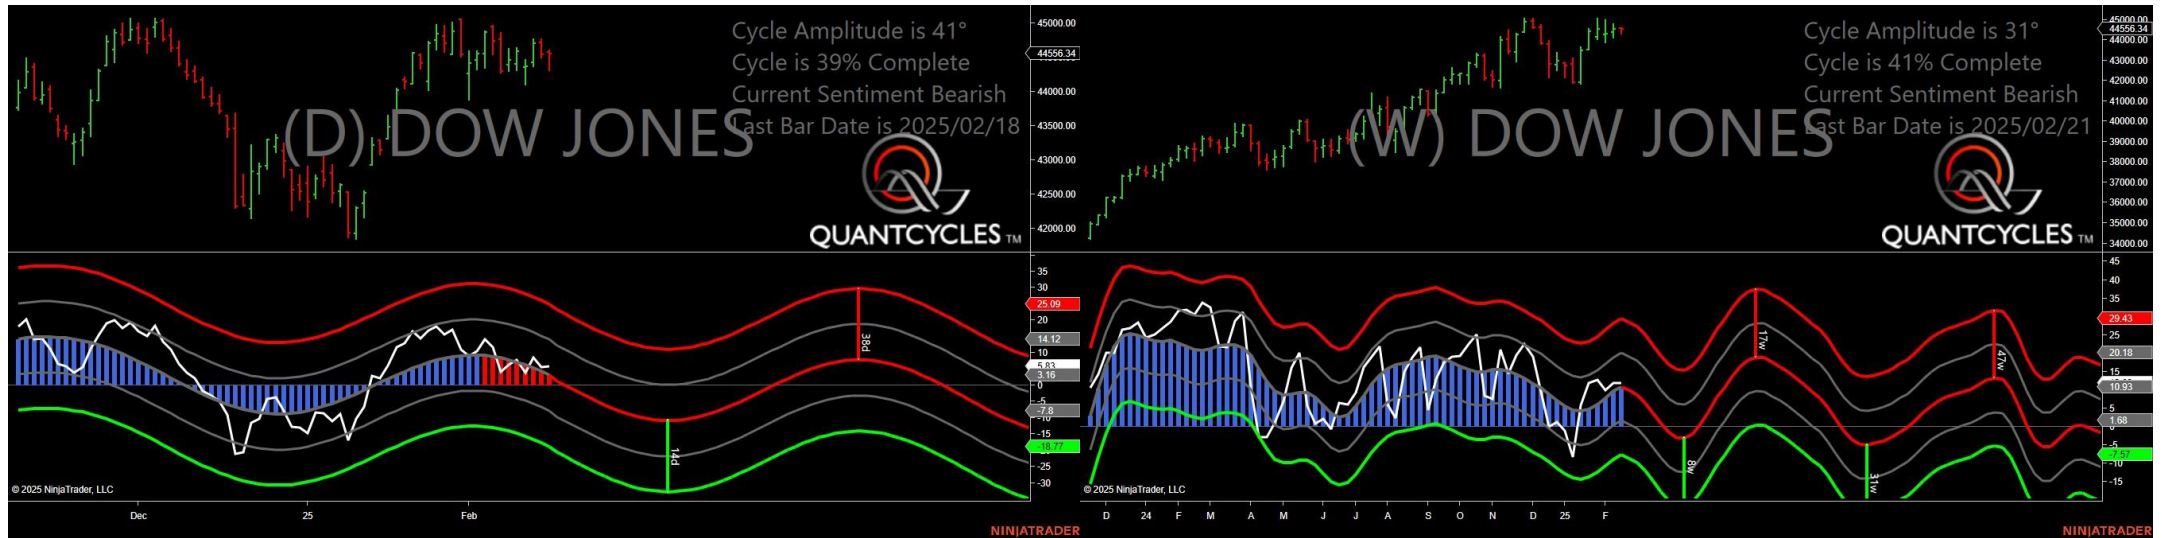 Cycle Amplitude is 41°
Cycle is 39% Complete
Current Sentiment Bearish
Last Bar Date is 2025/02/18
(D) DOW JONES
QUANTCYCLES TM
45000.00
44556.34
44000.00
43500.00
43000.00
42500.00
42000.00
35
30
25.09
20
14.12
10
5.83
3.16
0
-5
-7.8
-10
-15
-18.77
-25
-30
38d
14d
© 2025 NinjaTrader, LLC
Dec 25 Feb
NINJATRADER
Cycle Amplitude is 31°
Cycle is 41% Complete
Current Sentiment Bearish
Last Bar Date is 2025/02/21
(W) DOW JONES
QUANTCYCLES TM
45000.00
44556.34
44000.00
43000.00
42000.00
41000.00
40000.00
39000.00
38000.00
37000.00
36000.00
35000.00
34000.00
45
40
35
29.43
25
20.18
15
10.93
5
1.68
-5
-7.57
-10
-15
17w
47w
8w
31w
© 2025 NinjaTrader, LLC
D 24 F M A M J J A S O N D 25 F
NINJATRADER